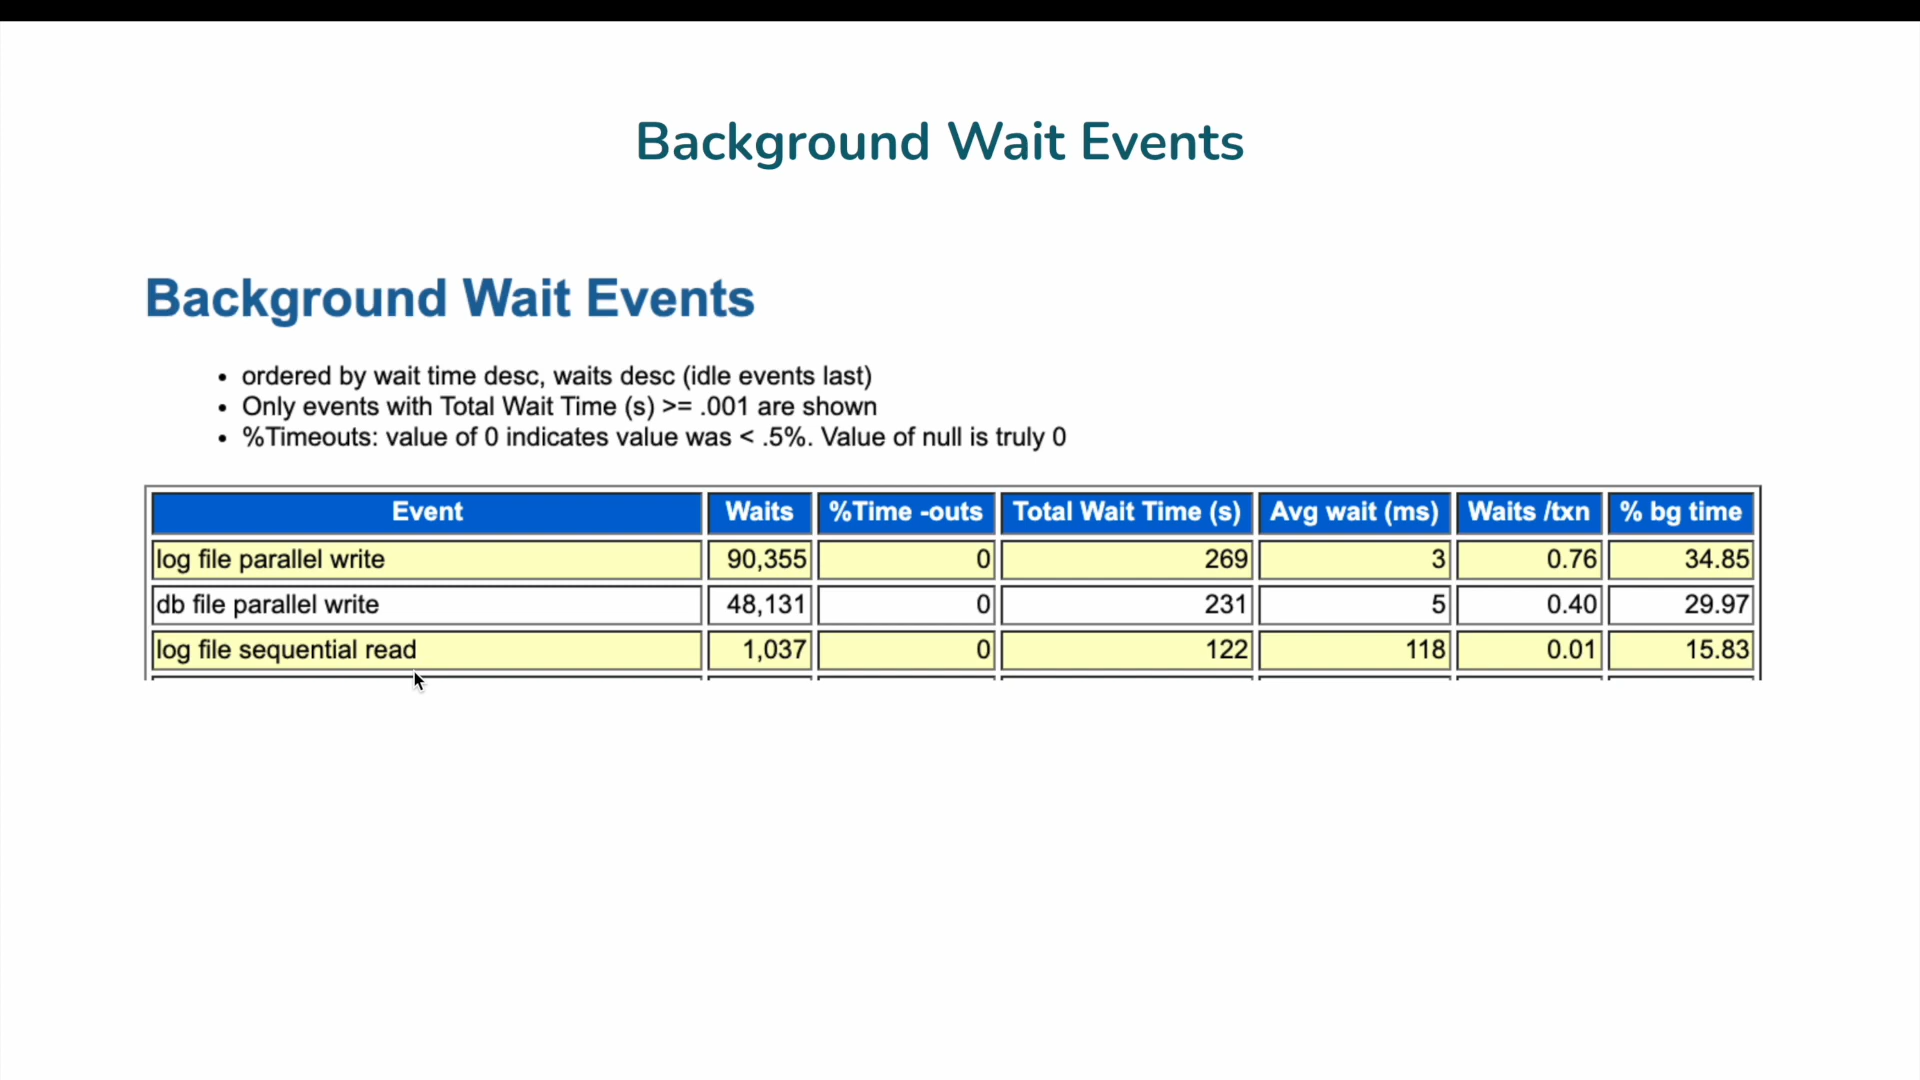 Background Wait Events
Background Wait Events
• ordered by wait time desc, waits desc (idle events last)
• Only events with Total Wait Time (s) >= .001 are shown
• %Timeouts: value of 0 indicates value was < .5%. Value of null is truly 0
Event Waits %Time -outs Total Wait Time (s) Avg wait (ms) Waits /txn % bg time
log file parallel write 90,355 0 269 3 0.76 34.85
db file parallel write 48,131 0 231 5 0.40 29.97
log file sequential read 1,037 0 122 118 0.01 15.83